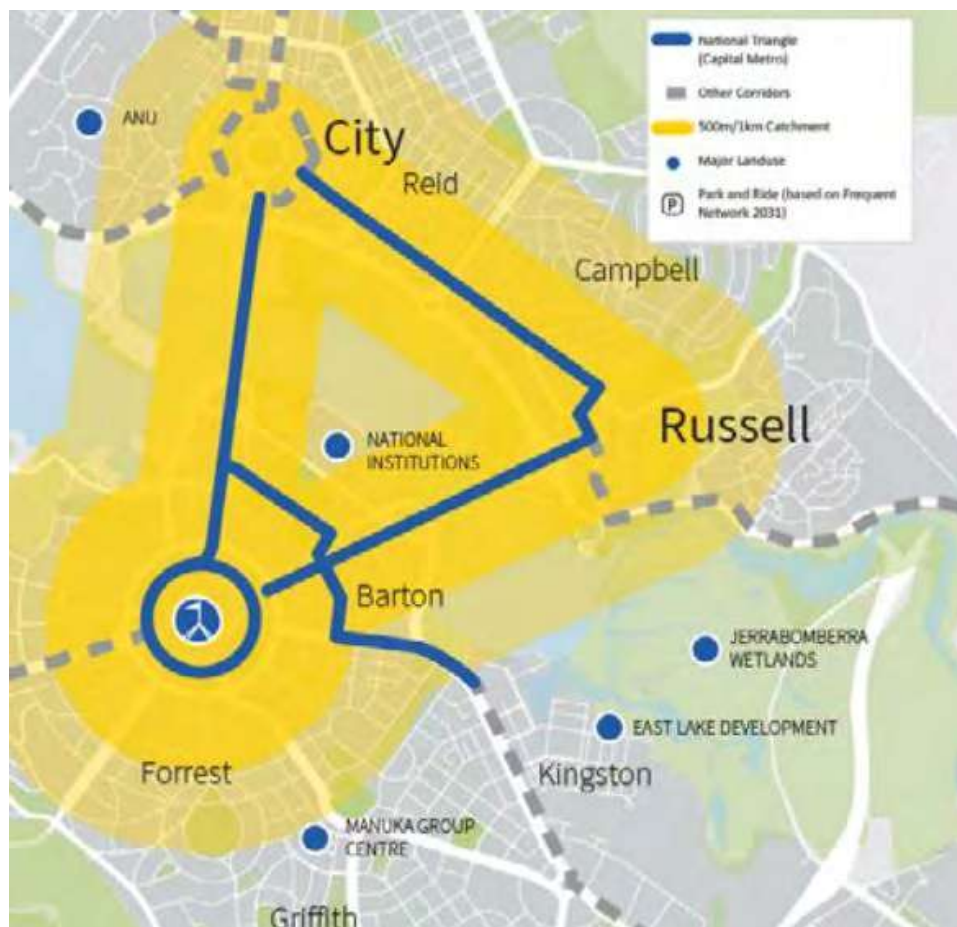 National Triangle
(Capital Metro)
Other Corridors
500m/1km Catchment
Major Landuse
P
Park and Ride (based on Frequent
Network 2031)
ANU
City
Reid
Campbell
Russell
NATIONAL
INSTITUTIONS
Barton
JERRABOMBERRA
WETLANDS
EAST LAKE DEVELOPMENT
Kingston
Forrest
MANUKA GROUP
CENTRE
Griffith